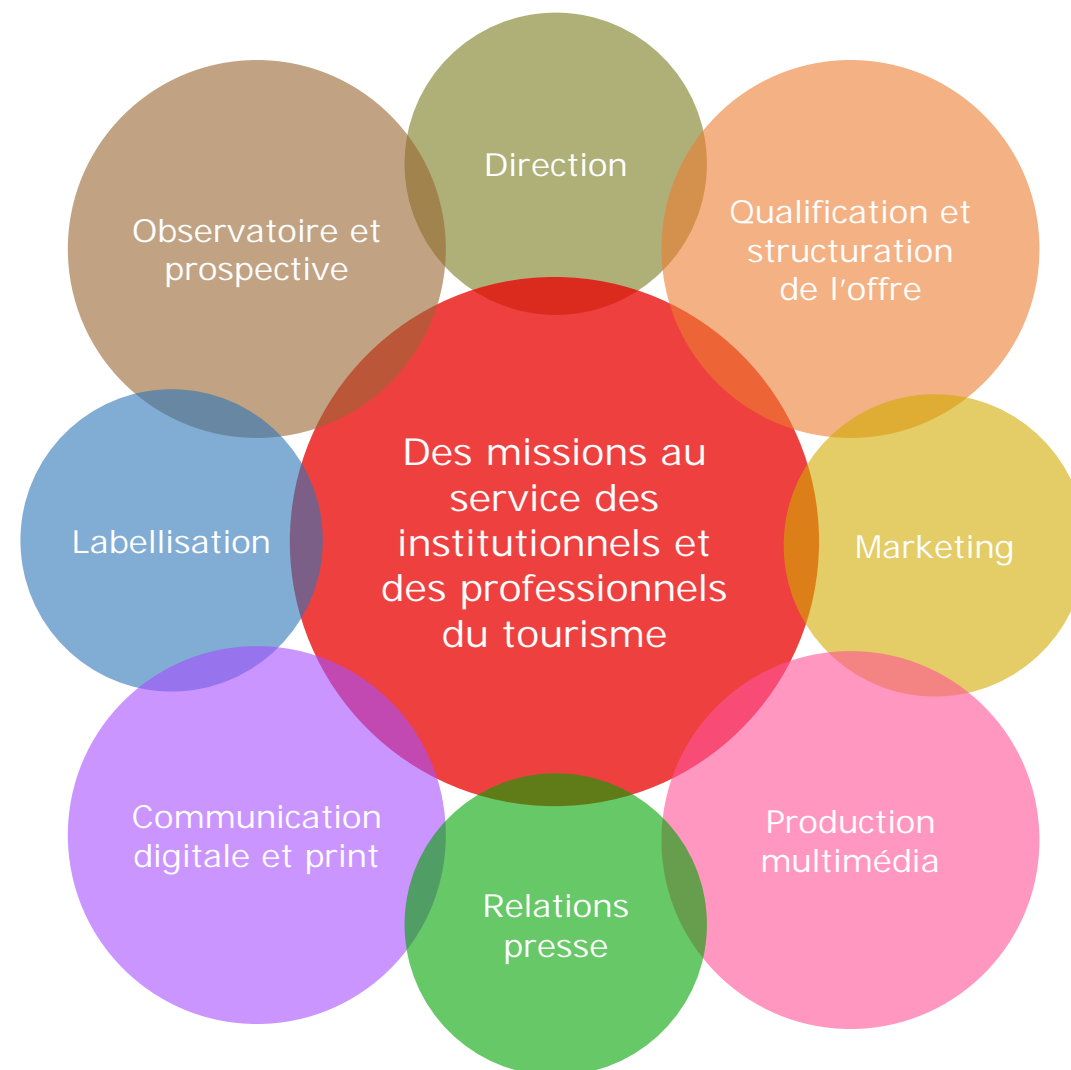 Direction
Observatoire et
prospective
Qualification et
structuration
de l’offre
Des missions au
service des
institutionnels et
des professionnels
du tourisme
Labellisation
Marketing
Communication
digitale et print
Production
multimédia
Relations
presse